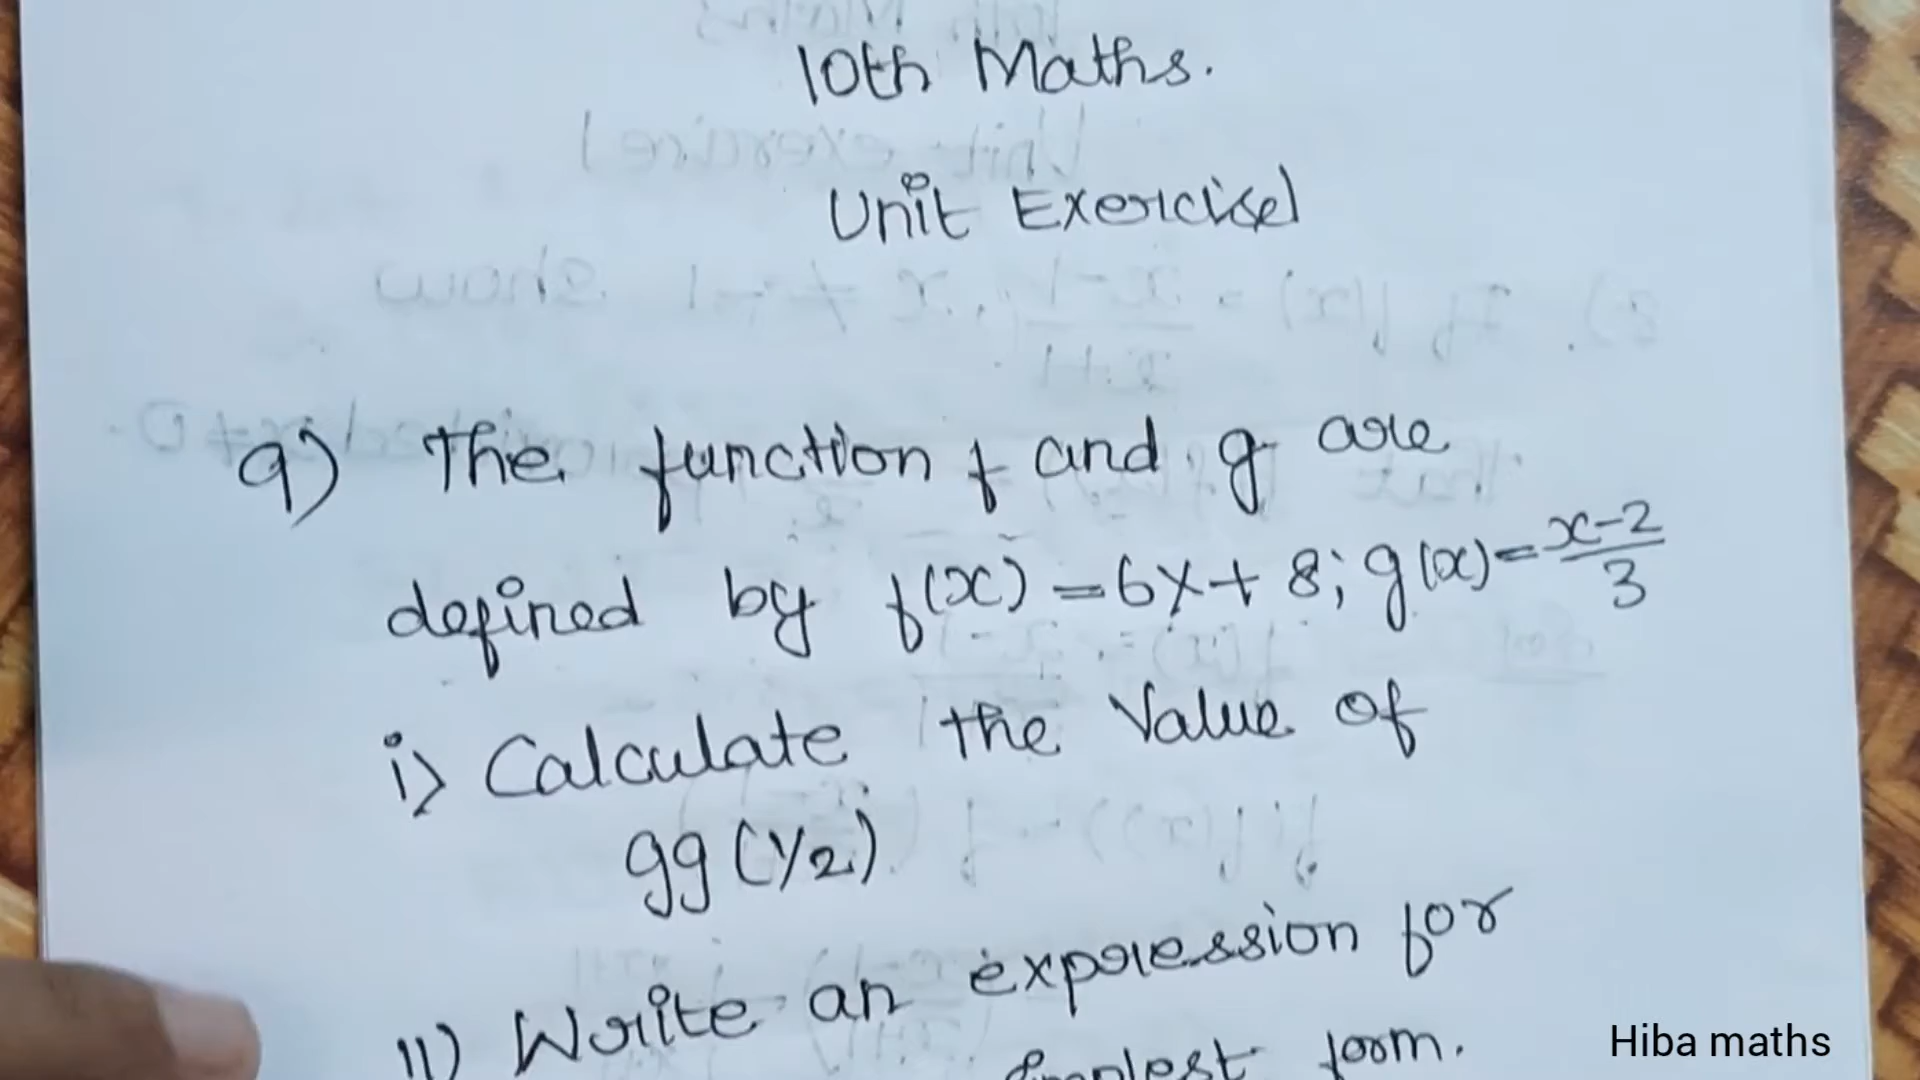 10th Maths.
Unit Exercise
9) The function f and g are
defined by f(x) = 6x + 8; g(x) = x-2/3
i) Calculate the Value of
gg (1/2)
ii) Write an expression for
form.
Hiba maths